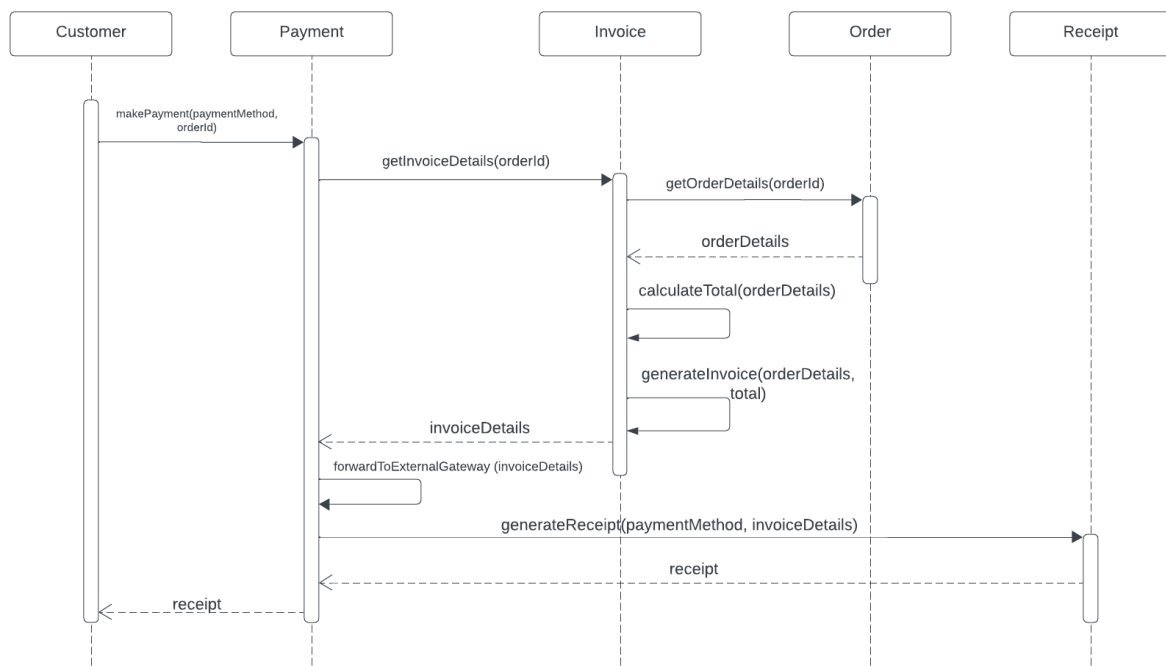 Customer
Payment
Invoice
Order
Receipt
makePayment(paymentMethod,
orderId)
getInvoiceDetails(orderId)
getOrderDetails(orderId)
orderDetails
calculateTotal(orderDetails)
generateInvoice(orderDetails,
total)
invoiceDetails
forwardToExternalGateway (invoiceDetails)
generateReceipt(paymentMethod, invoiceDetails)
receipt
receipt